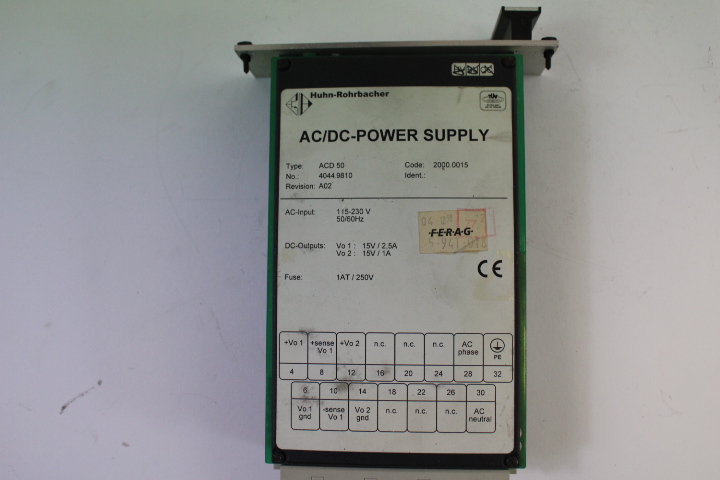 Huhn-Rohrbacher
TÜV
AC/DC-POWER SUPPLY
Type: ACD 50 Code: 2000.0015
No.: 4044.9810 Ident.:
Revision: A02
AC-Input: 115-230 V
50/60Hz
DC-Outputs: Vo 1 : 15V / 2.5A
Vo 2 : 15V / 1A
Fuse: 1AT / 250V
FERAG
CE
+Vo 1 +sense Vo 1 +Vo 2 n.c. n.c. n.c. AC phase PE
4 8 12 16 20 24 28 32
6 10 14 18 22 26 30
Vo 1 gnd -sense Vo 1 Vo 2 gnd n.c. n.c. n.c. AC neutral